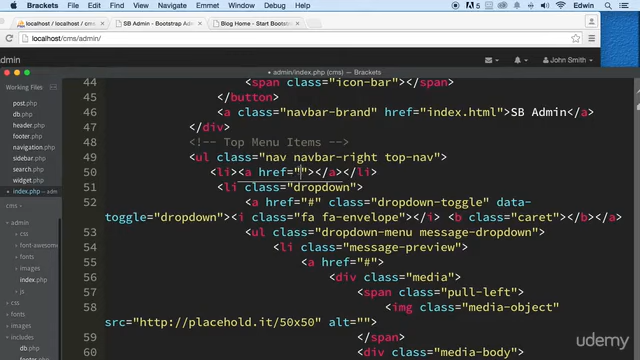 Brackets File Edit Find View Navigate Debug Help 5 Edwin
localhost / localhost / cms SB Admin - Bootstrap Adm Blog Home - Start Bootstrap
localhost/cms/admin/
dmin John Smith
admin/index.php (cms) — Brackets
Working Files
post.php
db.php
header.php
navigation.php
sidebar.php
search.php
widget.php
index.php
cms
admin
css
font-awesome
fonts
images
index.php
js
css
fonts
images
includes
db.php
footer.php
44 <span class="icon-bar"></span>
45 </button>
46 <a class="navbar-brand" href="index.html">SB Admin</a>
47 </div>
48 <!-- Top Menu Items -->
49 <ul class="nav navbar-right top-nav">
50 <li><a href=""></a></li>
51 <li class="dropdown">
52 <a href="#" class="dropdown-toggle" data-
toggle="dropdown"><i class="fa fa-envelope"></i> <b class="caret"></b></a>
53 <ul class="dropdown-menu message-dropdown">
54 <li class="message-preview">
55 <a href="#">
56 <div class="media">
57 <span class="pull-left">
58 <img class="media-object"
src="http://placehold.it/50x50" alt="">
59 </span>
60 <div class="media-body">
udemy